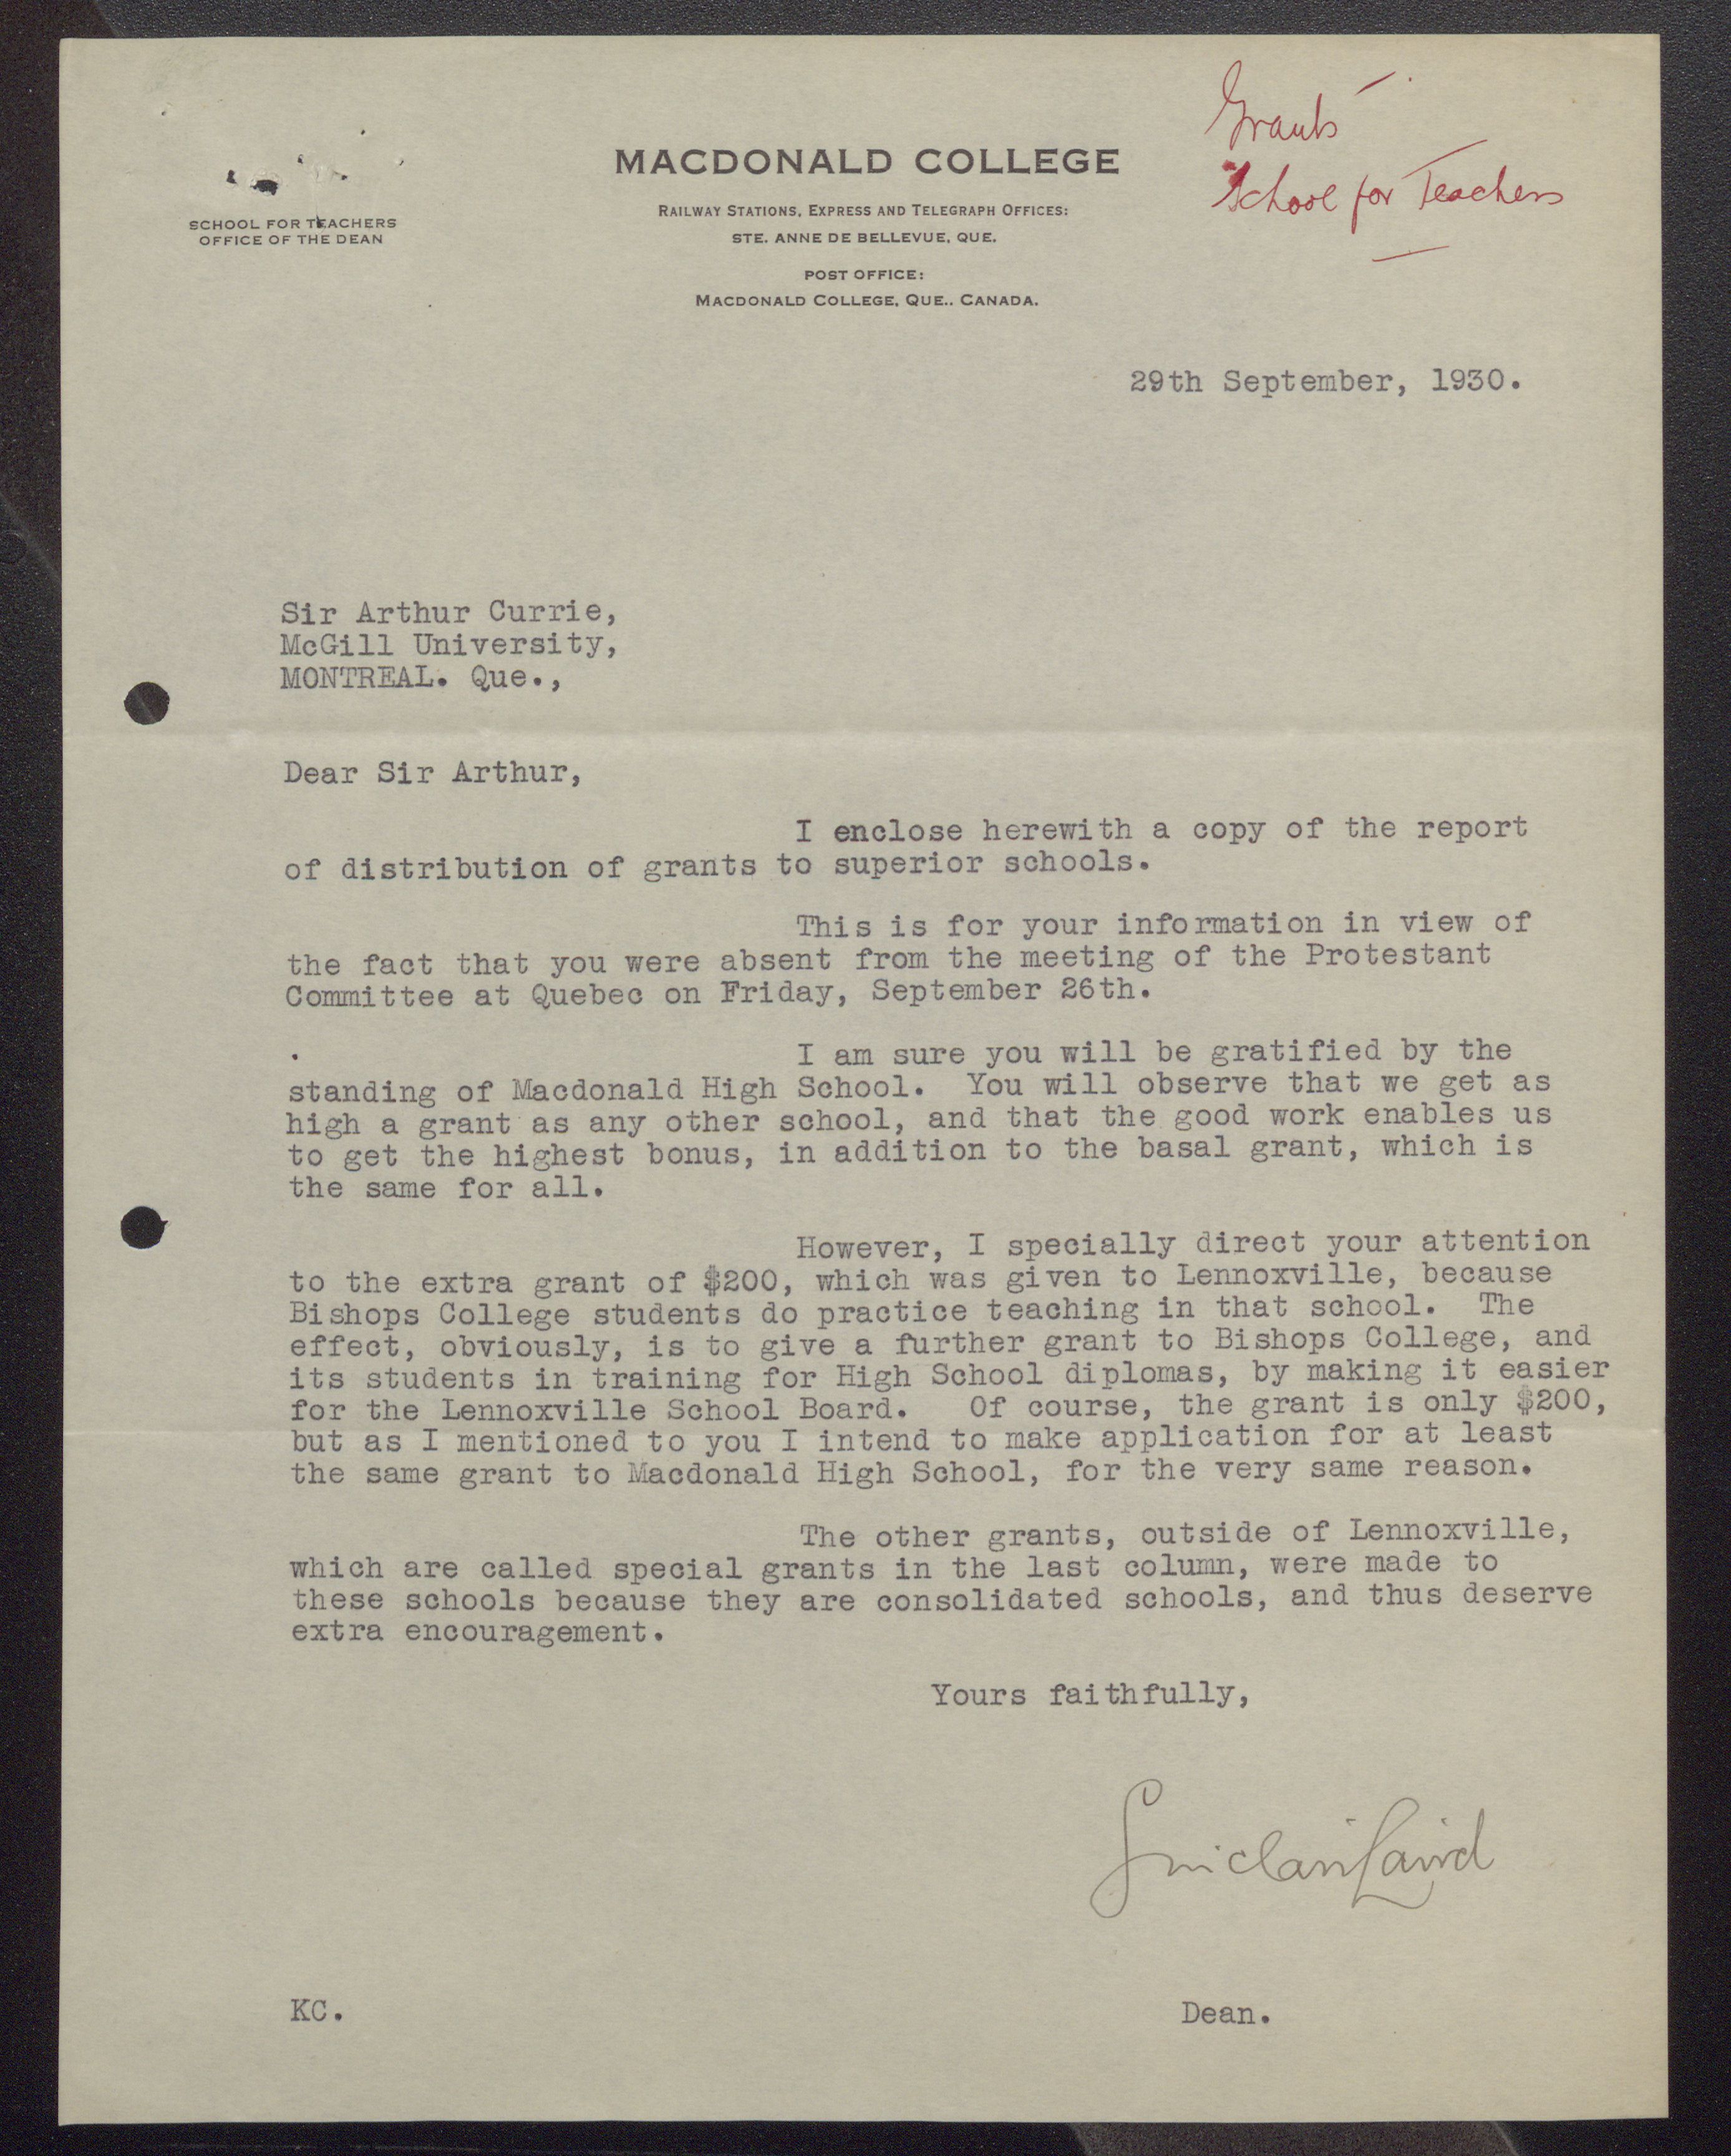 Grants
School for Teachers
MACDONALD COLLEGE
RAILWAY STATIONS, EXPRESS AND TELEGRAPH OFFICES:
STE. ANNE DE BELLEVUE, QUE.
POST OFFICE:
MACDONALD COLLEGE, QUE.. CANADA.
SCHOOL FOR TEACHERS
OFFICE OF THE DEAN
29th September, 1930.
Sir Arthur Currie,
McGill University,
MONTREAL. Que.,
Dear Sir Arthur,
I enclose herewith a copy of the report
of distribution of grants to superior schools.
This is for your information in view of
the fact that you were absent from the meeting of the Protestant
Committee at Quebec on Friday, September 26th.
I am sure you will be gratified by the
standing of Macdonald High School. You will observe that we get as
high a grant as any other school, and that the good work enables us
to get the highest bonus, in addition to the basal grant, which is
the same for all.
However, I specially direct your attention
to the extra grant of $200, which was given to Lennoxville, because
Bishops College students do practice teaching in that school. The
effect, obviously, is to give a further grant to Bishops College, and
its students in training for High School diplomas, by making it easier
for the Lennoxville School Board. Of course, the grant is only $200,
but as I mentioned to you I intend to make application for at least
the same grant to Macdonald High School, for the very same reason.
The other grants, outside of Lennoxville,
which are called special grants in the last column, were made to
these schools because they are consolidated schools, and thus deserve
extra encouragement.
Yours faithfully,
Sinclair Laird
KC.
Dean.